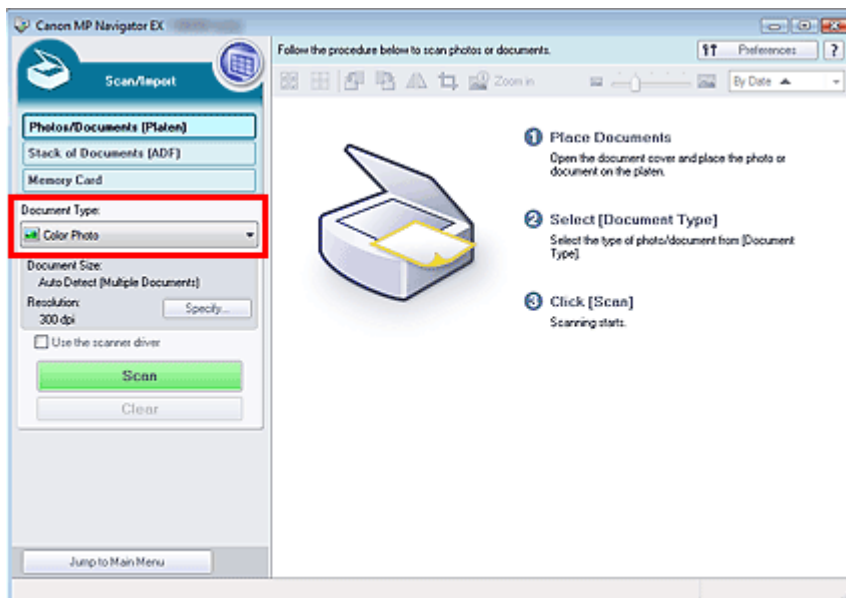 Canon MP Navigator EX
Scan/Import
Photos/Documents (Platen)
Stack of Documents (ADF)
Memory Card
Document Type:
Color Photo
Document Size:
Auto Detect (Multiple Documents)
Resolution:
300 dpi
Specify...
Use the scanner driver
Scan
Clear
Jump to Main Menu
Follow the procedure below to scan photos or documents.
Preferences
?
Zoom in
By Date
1 Place Documents
Open the document cover and place the photo or
document on the platen.
2 Select [Document Type]
Select the type of photo/document from [Document
Type].
3 Click [Scan]
Scanning starts.